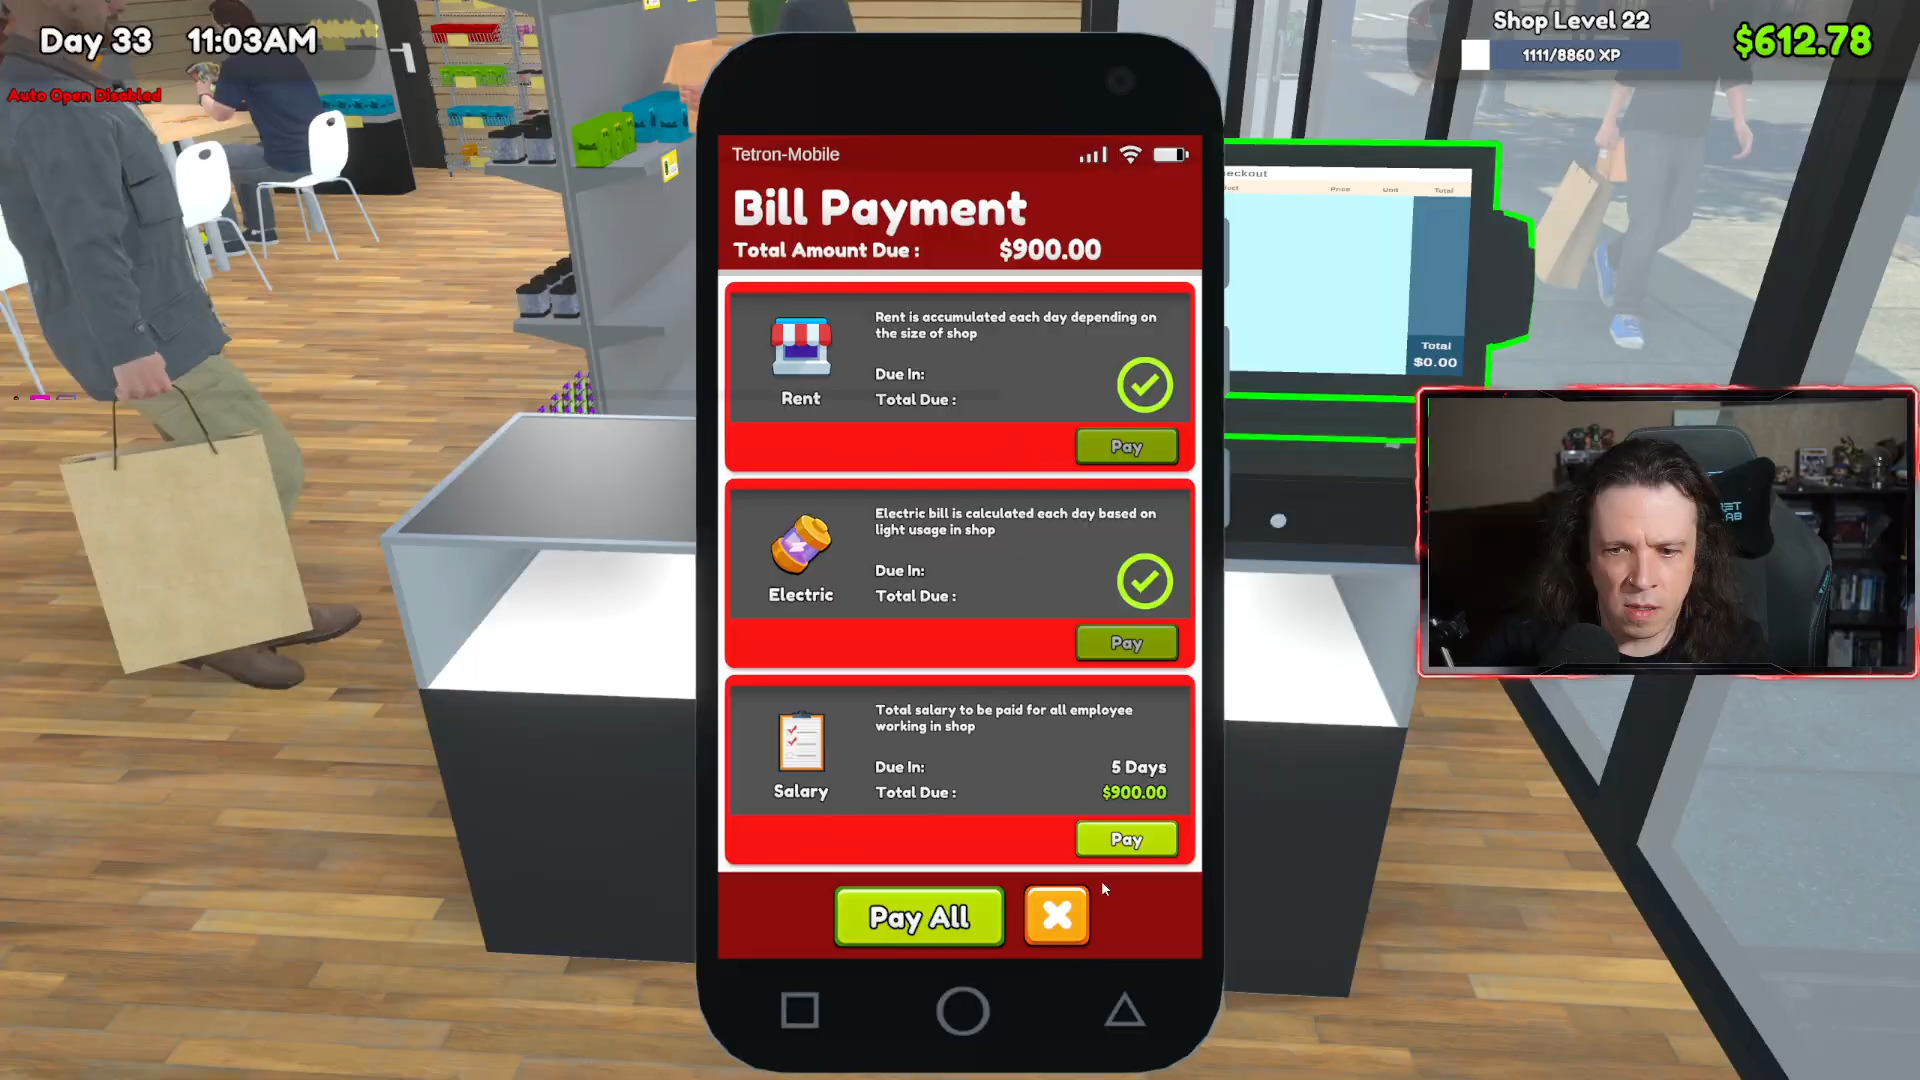 Day 33 11:03AM
Auto Open Disabled
Shop Level 22
1111/8860 XP
$612.78
Tetron-Mobile
Bill Payment
Total Amount Due : $900.00
Rent is accumulated each day depending on
the size of shop
Due In:
Total Due :
Rent
Pay
Electric bill is calculated each day based on
light usage in shop
Due In:
Total Due :
Electric
Pay
Total salary to be paid for all employee
working in shop
Due In: 5 Days
Total Due : $900.00
Salary
Pay
Pay All
eckout
Price Unit Total
Total
$0.00